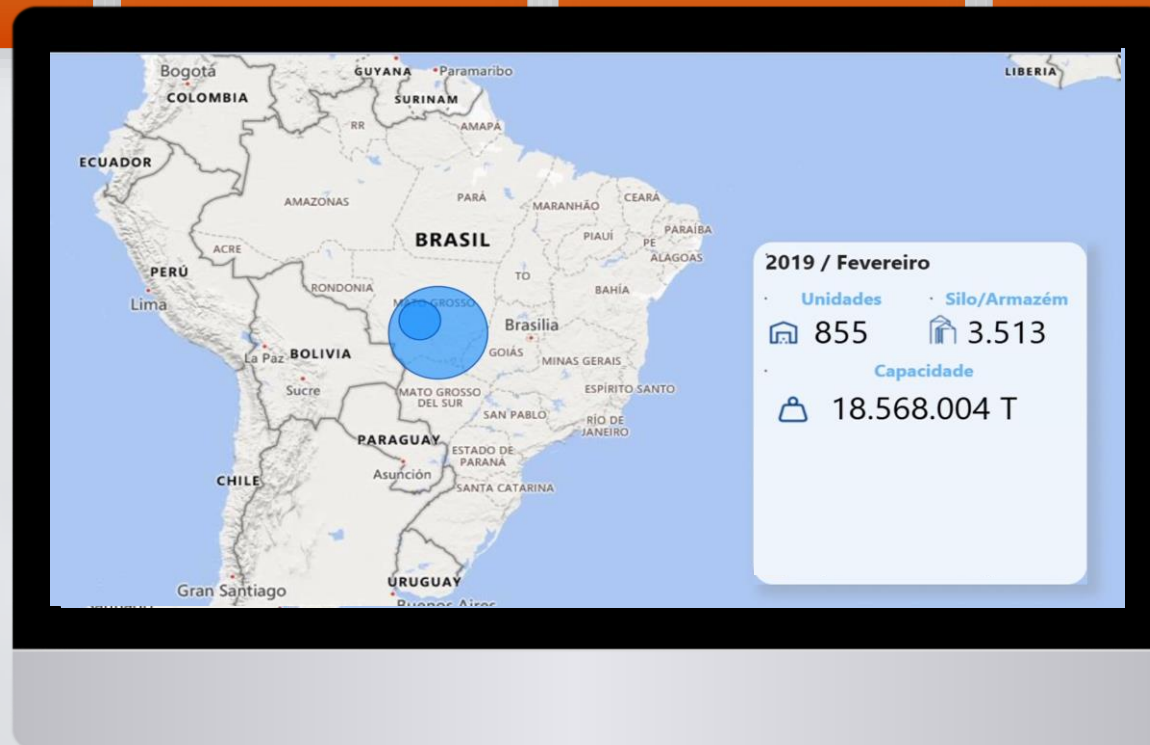 Bogotá
COLOMBIA
GUYANA
Paramaribo
SURINAM
LIBERIA
RR
AMAPÁ
ECUADOR
AMAZONAS
PARÁ
MARANHÃO
CEARÁ
ACRE
BRASIL
PIAUÍ
PE
PARAÍBA
ALAGOAS
PERÚ
Lima
RONDONIA
MATO GROSSO
TO
BAHÍA
Brasilia
La Paz
BOLIVIA
GOIÁS
MINAS GERAIS
Sucre
MATO GROSSO
DEL SUR
ESPÍRITO SANTO
SAN PABLO
RÍO DE
JANEIRO
PARAGUAY
ESTADO DE
PARANÁ
Asunción
CHILE
SANTA CATARINA
URUGUAY
Gran Santiago
Buenos Aires
2019 / Fevereiro
Unidades
Silo/Armazém
855
3.513
Capacidade
18.568.004 T